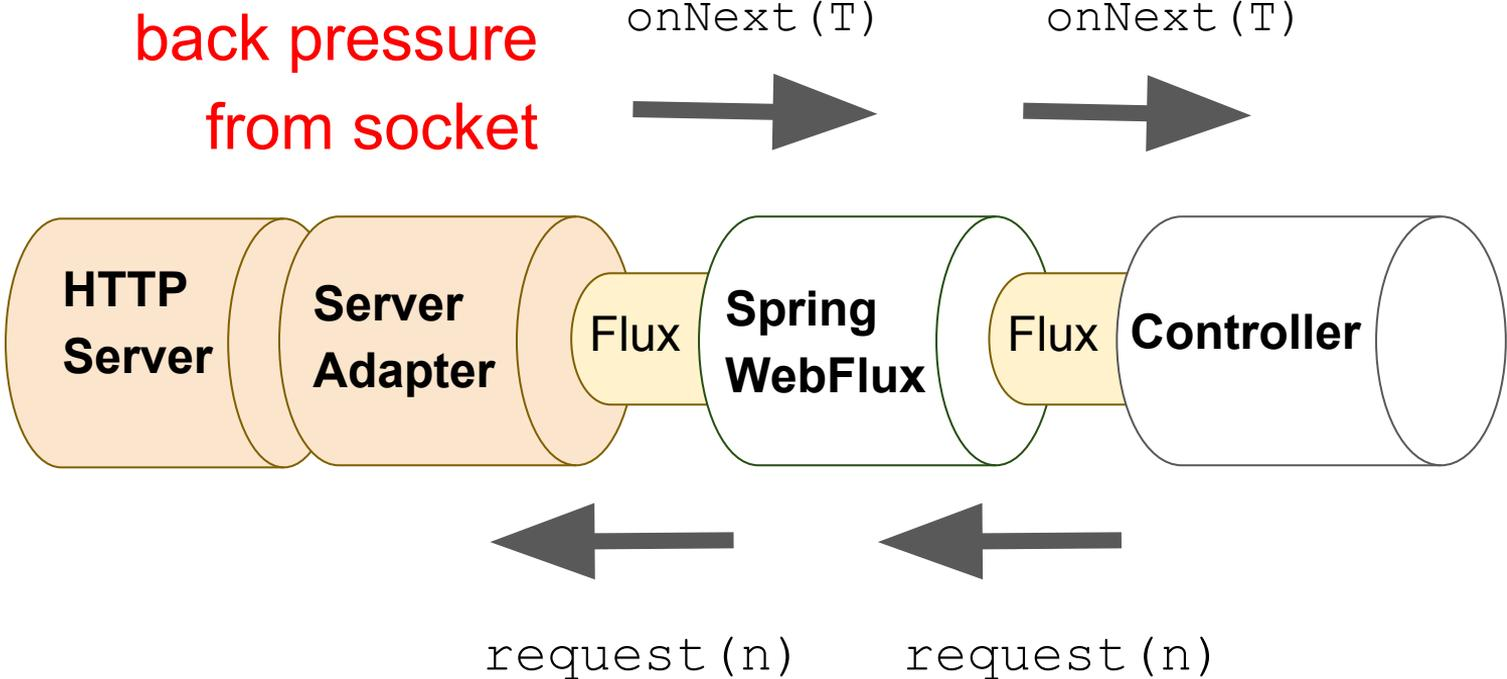 back pressure
from socket
onNext(T)
onNext(T)
HTTP
Server
Server
Adapter
Flux
Spring
WebFlux
Flux
Controller
request(n)
request(n)